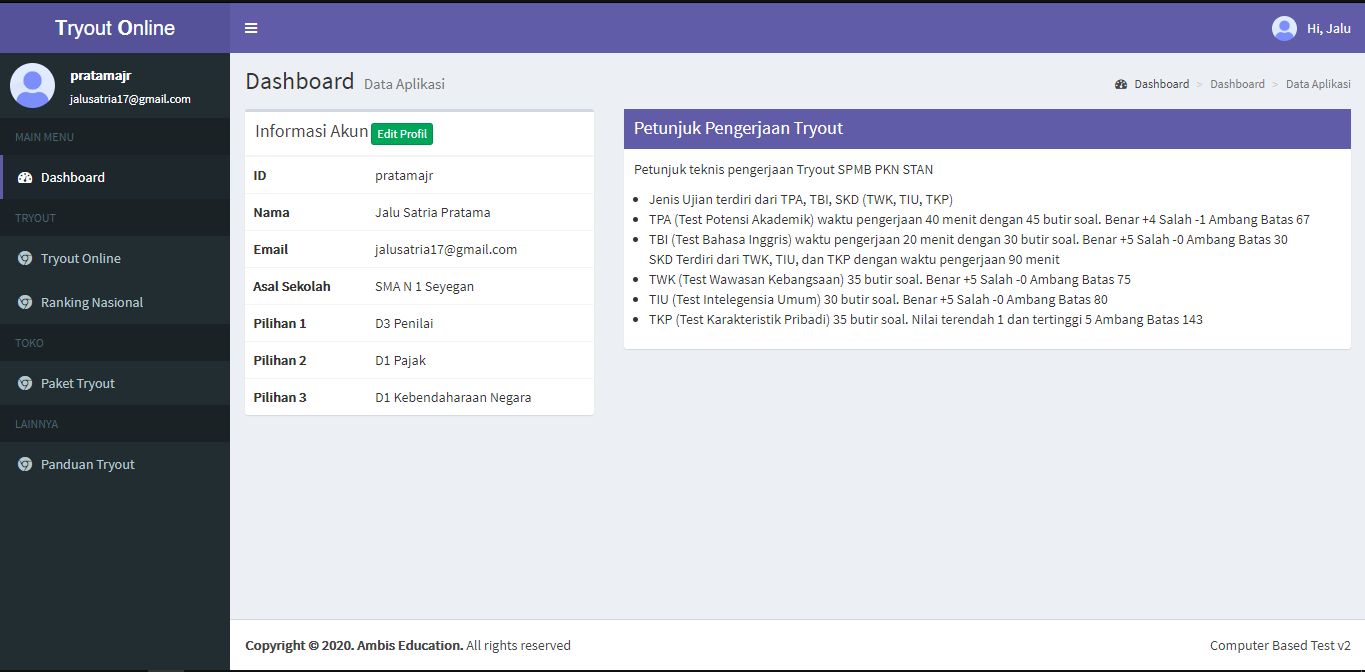 Tryout Online
Hi, Jalu
pratamajr
jalusatria17@gmail.com
MAIN MENU
Dashboard
TRYOUT
Tryout Online
Ranking Nasional
TOKO
Paket Tryout
LAINNYA
Panduan Tryout
Dashboard Data Aplikasi
Dashboard > Dashboard > Data Aplikasi
Informasi Akun Edit Profil
ID pratamajr
Nama Jalu Satria Pratama
Email jalusatria17@gmail.com
Asal Sekolah SMA N 1 Seyegan
Pilihan 1 D3 Penilai
Pilihan 2 D1 Pajak
Pilihan 3 D1 Kebendaharaan Negara
Petunjuk Pengerjaan Tryout
Petunjuk teknis pengerjaan Tryout SPMB PKN STAN
• Jenis Ujian terdiri dari TPA, TBI, SKD (TWK, TIU, TKP)
• TPA (Test Potensi Akademik) waktu pengerjaan 40 menit dengan 45 butir soal. Benar +4 Salah -1 Ambang Batas 67
• TBI (Test Bahasa Inggris) waktu pengerjaan 20 menit dengan 30 butir soal. Benar +5 Salah -0 Ambang Batas 30
SKD Terdiri dari TWK, TIU, dan TKP dengan waktu pengerjaan 90 menit
• TWK (Test Wawasan Kebangsaan) 35 butir soal. Benar +5 Salah -0 Ambang Batas 75
• TIU (Test Intelegensia Umum) 30 butir soal. Benar +5 Salah -0 Ambang Batas 80
• TKP (Test Karakteristik Pribadi) 35 butir soal. Nilai terendah 1 dan tertinggi 5 Ambang Batas 143
Copyright © 2020. Ambis Education. All rights reserved
Computer Based Test v2